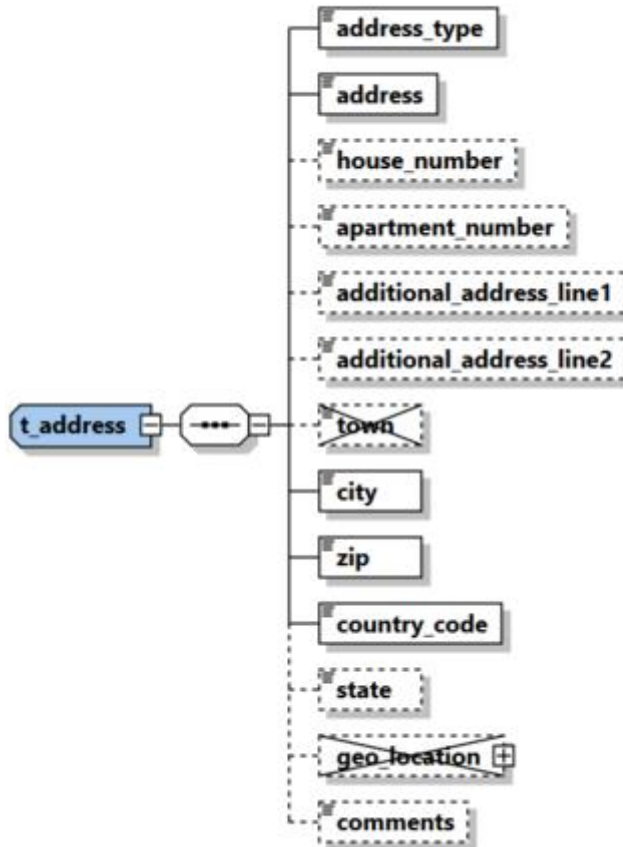 address_type
address
house_number
apartment_number
additional_address_line1
additional_address_line2
t_address
town
city
zip
country_code
state
geo_location
comments